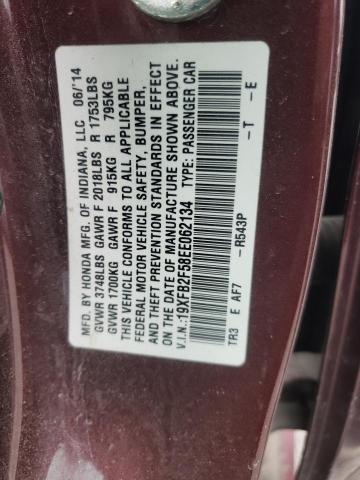 MFD. BY HONDA MFG. OF INDIANA, LLC 06/'14
GVWR 3748LBS GAWR F 2018LBS R 1753LBS
GVWR 1700KG GAWR F 915KG R 795KG
THIS VEHICLE CONFORMS TO ALL APPLICABLE
FEDERAL MOTOR VEHICLE SAFETY, BUMPER,
AND THEFT PREVENTION STANDARDS IN EFFECT
ON THE DATE OF MANUFACTURE SHOWN ABOVE.
V.I.N.:19XFB2F58EE062134 TYPE: PASSENGER CAR
TR3 E AF7 -R543P -T -E